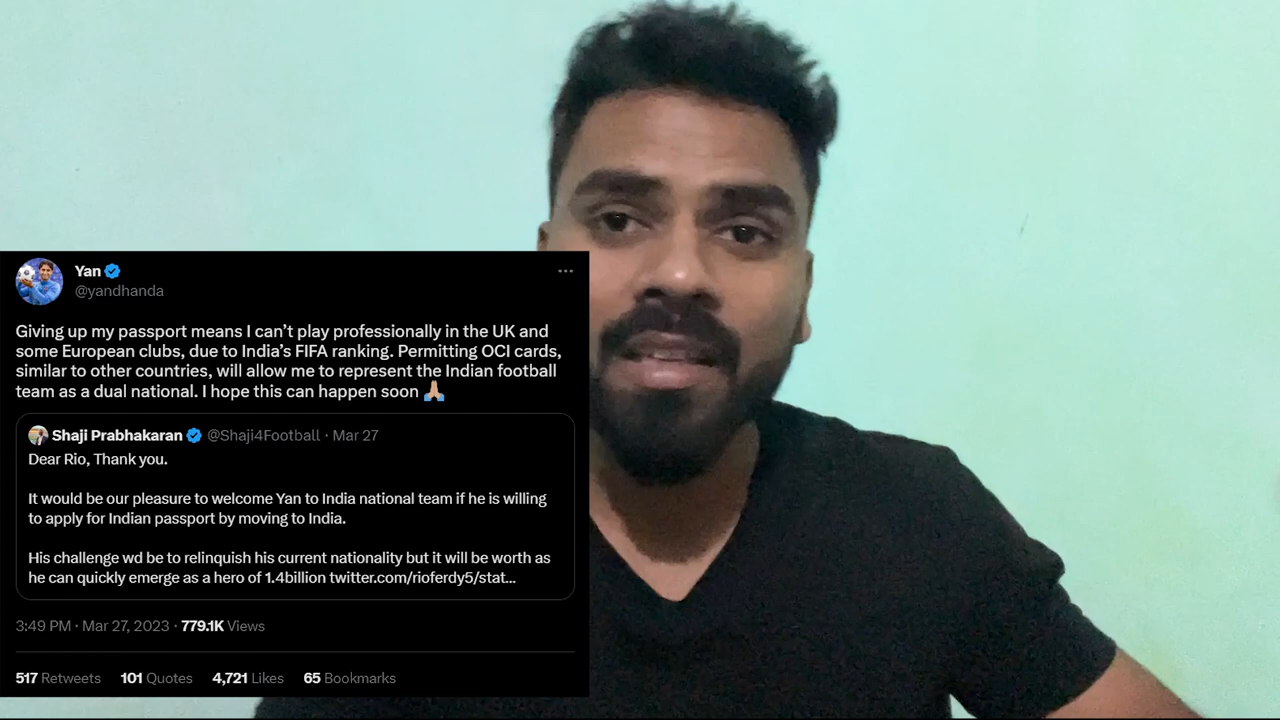 Yan
@yandhanda
Giving up my passport means I can’t play professionally in the UK and
some European clubs, due to India’s FIFA ranking. Permitting OCI cards,
similar to other countries, will allow me to represent the Indian football
team as a dual national. I hope this can happen soon 🙏🏼
Shaji Prabhakaran @Shaji4Football · Mar 27
Dear Rio, Thank you.
It would be our pleasure to welcome Yan to India national team if he is willing
to apply for Indian passport by moving to India.
His challenge wd be to relinquish his current nationality but it will be worth as
he can quickly emerge as a hero of 1.4billion twitter.com/rioferdy5/stat...
3:49 PM · Mar 27, 2023 · 779.1K Views
517 Retweets 101 Quotes 4,721 Likes 65 Bookmarks